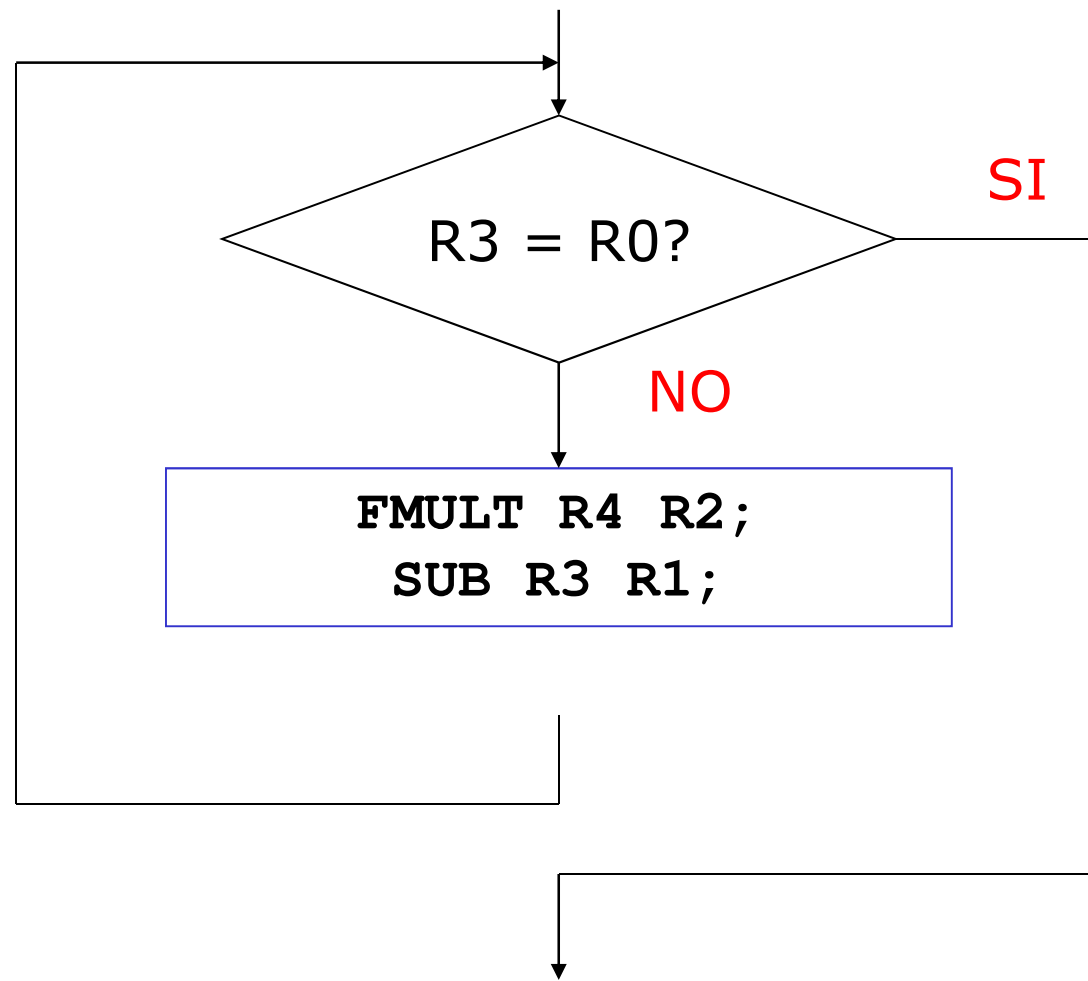 SI
R3 = R0?
NO
FMULT R4 R2;
SUB R3 R1;